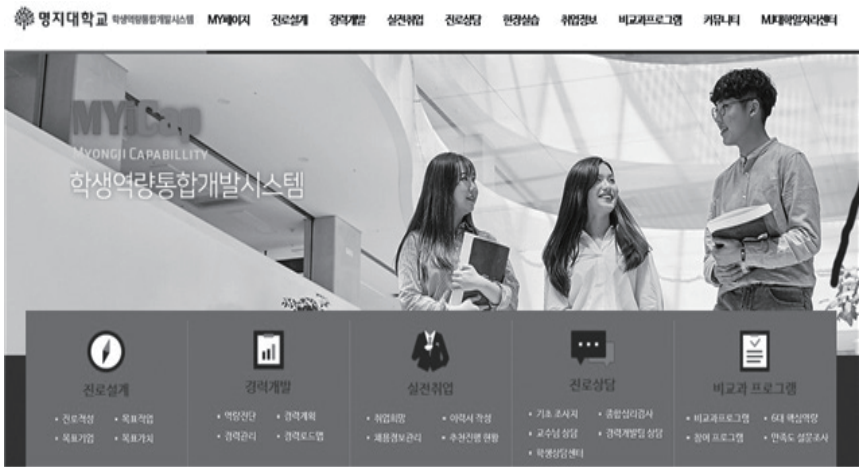 명지대학교 학생역량통합개발시스템 MY페이지 진로설계 경력개발 실전취업 진로상담 현장실습 취업정보 비교과프로그램 커뮤니티 MJ대학일자리센터
MYiCap
MYONGJI CAPABILLITY
학생역량통합개발시스템
진로설계
• 진로적성 • 목표직업
• 목표기업 • 목표가치
경력개발
• 역량진단 • 경력계획
• 경력관리 • 경력로드맵
실전취업
• 취업희망 • 이력서 작성
• 채용정보관리 • 추천진행 현황
진로상담
• 기초 조사지 • 종합심리검사
• 교수님 상담 • 경력개발팀 상담
• 학생상담센터
비교과 프로그램
• 비교과프로그램 • 6대 핵심역량
• 참여 프로그램 • 만족도 설문조사